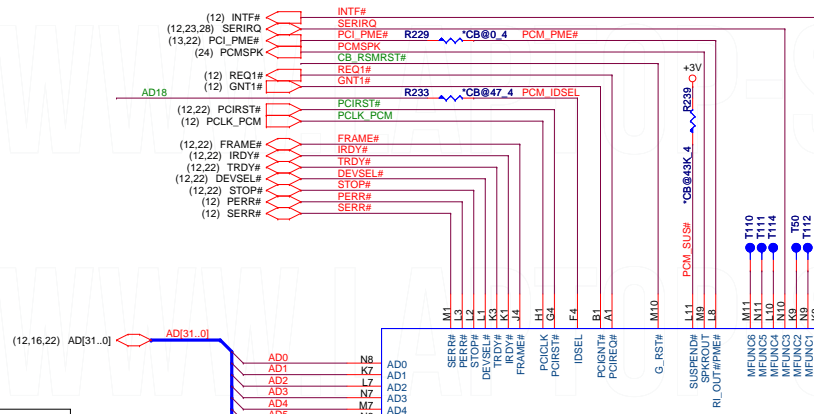 (12) INTF# INTF#
(12,23,28) SERIRQ SERIRQ
(13,22) PCI_PME# PCI_PME# R229 *CB@0_4 PCM_PME#
(24) PCMSPK PCMSPK
CB_RSMRST#
(12) REQ1# REQ1#
(12) GNT1# GNT1#
AD18 R233 *CB@47_4 PCM_IDSEL
(12,22) PCIRST# PCIRST#
(12) PCLK_PCM PCLK_PCM
(12,22) FRAME# FRAME#
(12,22) IRDY# IRDY#
(12,22) TRDY# TRDY#
(12,22) DEVSEL# DEVSEL#
(12,22) STOP# STOP#
(12) PERR# PERR#
(12) SERR# SERR#
+3V
R239
*CB@43K_4
PCM_SUS#
T110
T111
T114
T50
T112
M1
L3
L2
L1
K3
K1
J4
H1
G4
F4
B1
A1
M10
L11
M9
L8
M11
N11
L10
N10
K9
N9
SERR#
PERR#
STOP#
DEVSEL#
TRDY#
IRDY#
FRAME#
PCICLK
PCIRST#
IDSEL
PCIGNT#
PCIREQ#
G_RST#
SUSPEND#
SPKROUT
RI_OUT#/PME#
MFUNC6
MFUNC5
MFUNC4
MFUNC3
MFUNC2
MFUNC1
(12,16,22) AD[31..0] AD[31..0]
AD0 N8 AD0
AD1 K7 AD1
AD2 L7 AD2
AD3 N7 AD3
AD4 M7 AD4